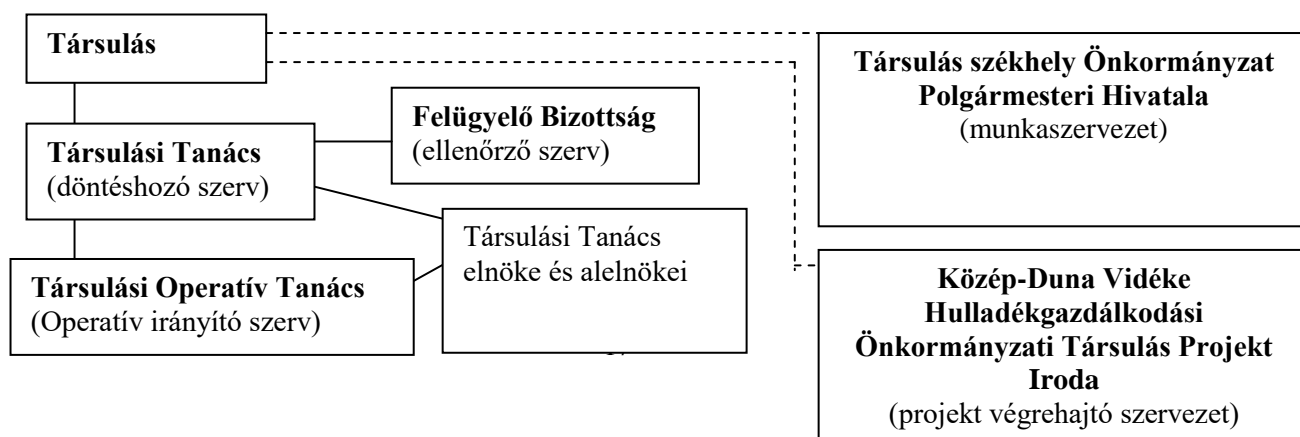 Társulás
Társulás székhely Önkormányzat
Polgármesteri Hivatala
(munkaszervezet)
Felügyelő Bizottság
(ellenőrző szerv)
Társulási Tanács
(döntéshozó szerv)
Társulási Tanács
elnöke és alelnökei
Társulási Operatív Tanács
(Operatív irányító szerv)
Közép-Duna Vidéke
Hulladékgazdálkodási
Önkormányzati Társulás Projekt
Iroda
(projekt végrehajtó szervezet)